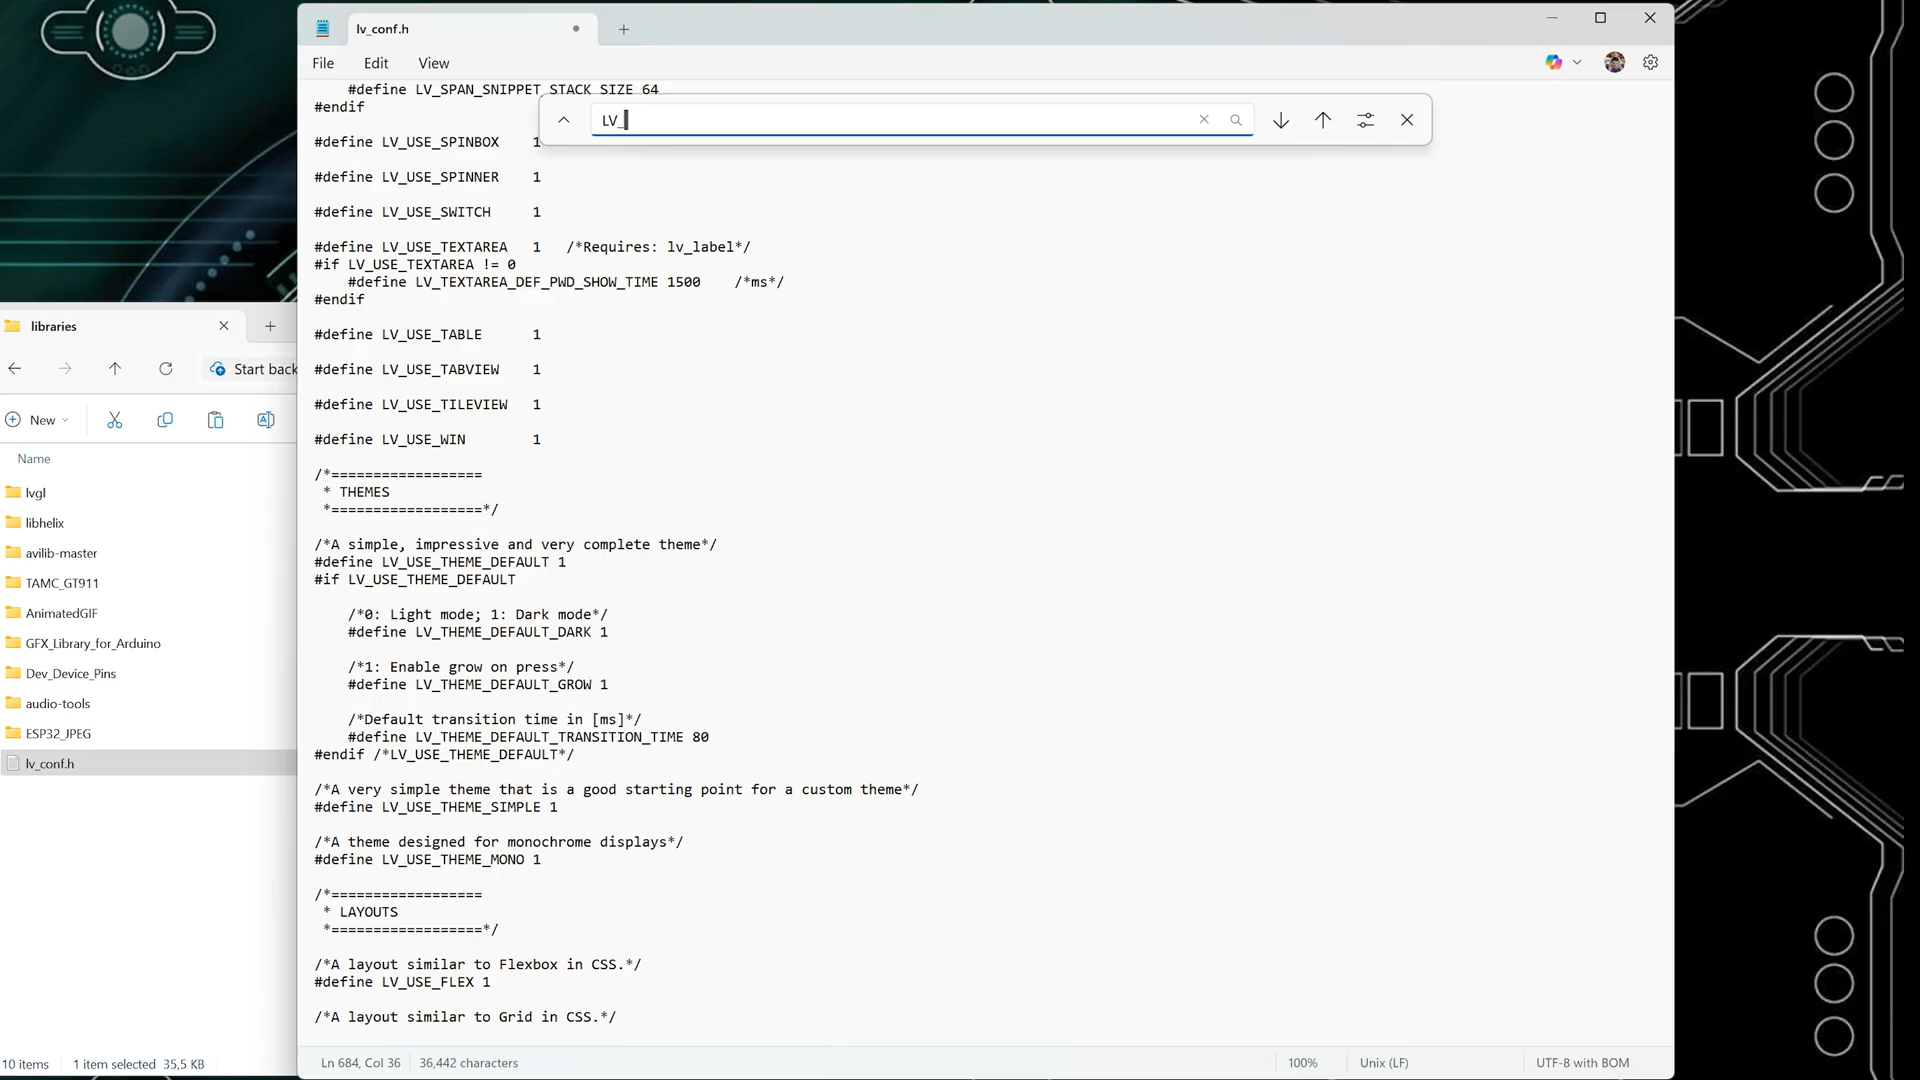 lv_conf.h
File Edit View
#define LV_SPAN_SNIPPET_STACK_SIZE 64
#endif
LV_
#define LV_USE_SPINBOX 1
#define LV_USE_SPINNER 1
#define LV_USE_SWITCH 1
#define LV_USE_TEXTAREA 1 /*Requires: lv_label*/
#if LV_USE_TEXTAREA != 0
#define LV_TEXTAREA_DEF_PWD_SHOW_TIME 1500 /*ms*/
#endif
#define LV_USE_TABLE 1
#define LV_USE_TABVIEW 1
#define LV_USE_TILEVIEW 1
#define LV_USE_WIN 1
/*==================
* THEMES
*==================*/
/*A simple, impressive and very complete theme*/
#define LV_USE_THEME_DEFAULT 1
#if LV_USE_THEME_DEFAULT
/*0: Light mode; 1: Dark mode*/
#define LV_THEME_DEFAULT_DARK 1
/*1: Enable grow on press*/
#define LV_THEME_DEFAULT_GROW 1
/*Default transition time in [ms]*/
#define LV_THEME_DEFAULT_TRANSITION_TIME 80
#endif /*LV_USE_THEME_DEFAULT*/
/*A very simple theme that is a good starting point for a custom theme*/
#define LV_USE_THEME_SIMPLE 1
/*A theme designed for monochrome displays*/
#define LV_USE_THEME_MONO 1
/*==================
* LAYOUTS
*==================*/
/*A layout similar to Flexbox in CSS.*/
#define LV_USE_FLEX 1
/*A layout similar to Grid in CSS.*/
Ln 684, Col 36 36,442 characters 100% Unix (LF) UTF-8 with BOM
libraries
Start back
New
Name
lvgl
libhelix
avilib-master
TAMC_GT911
AnimatedGIF
GFX_Library_for_Arduino
Dev_Device_Pins
audio-tools
ESP32_JPEG
lv_conf.h
10 items 1 item selected 35,5 KB